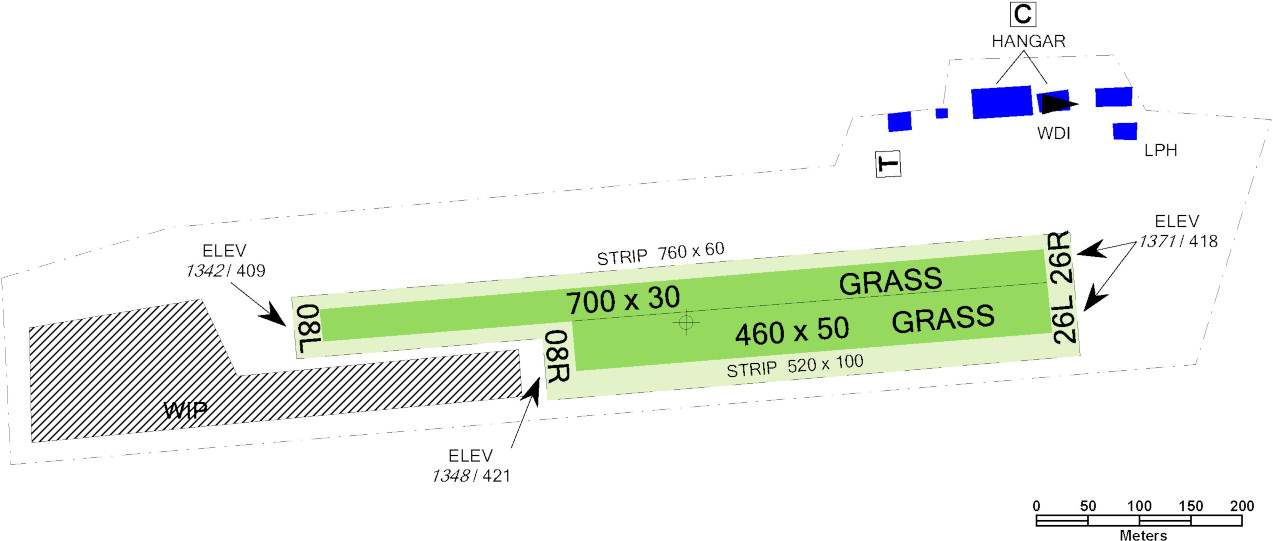 C
HANGAR
WDI
LPH
T
ELEV
1371 / 418
ELEV
1342 / 409
STRIP 760 x 60
26R
08L
700 x 30
GRASS
26L
08R
460 x 50
GRASS
STRIP 520 x 100
WIP
ELEV
1348 / 421
0 50 100 150 200
Meters